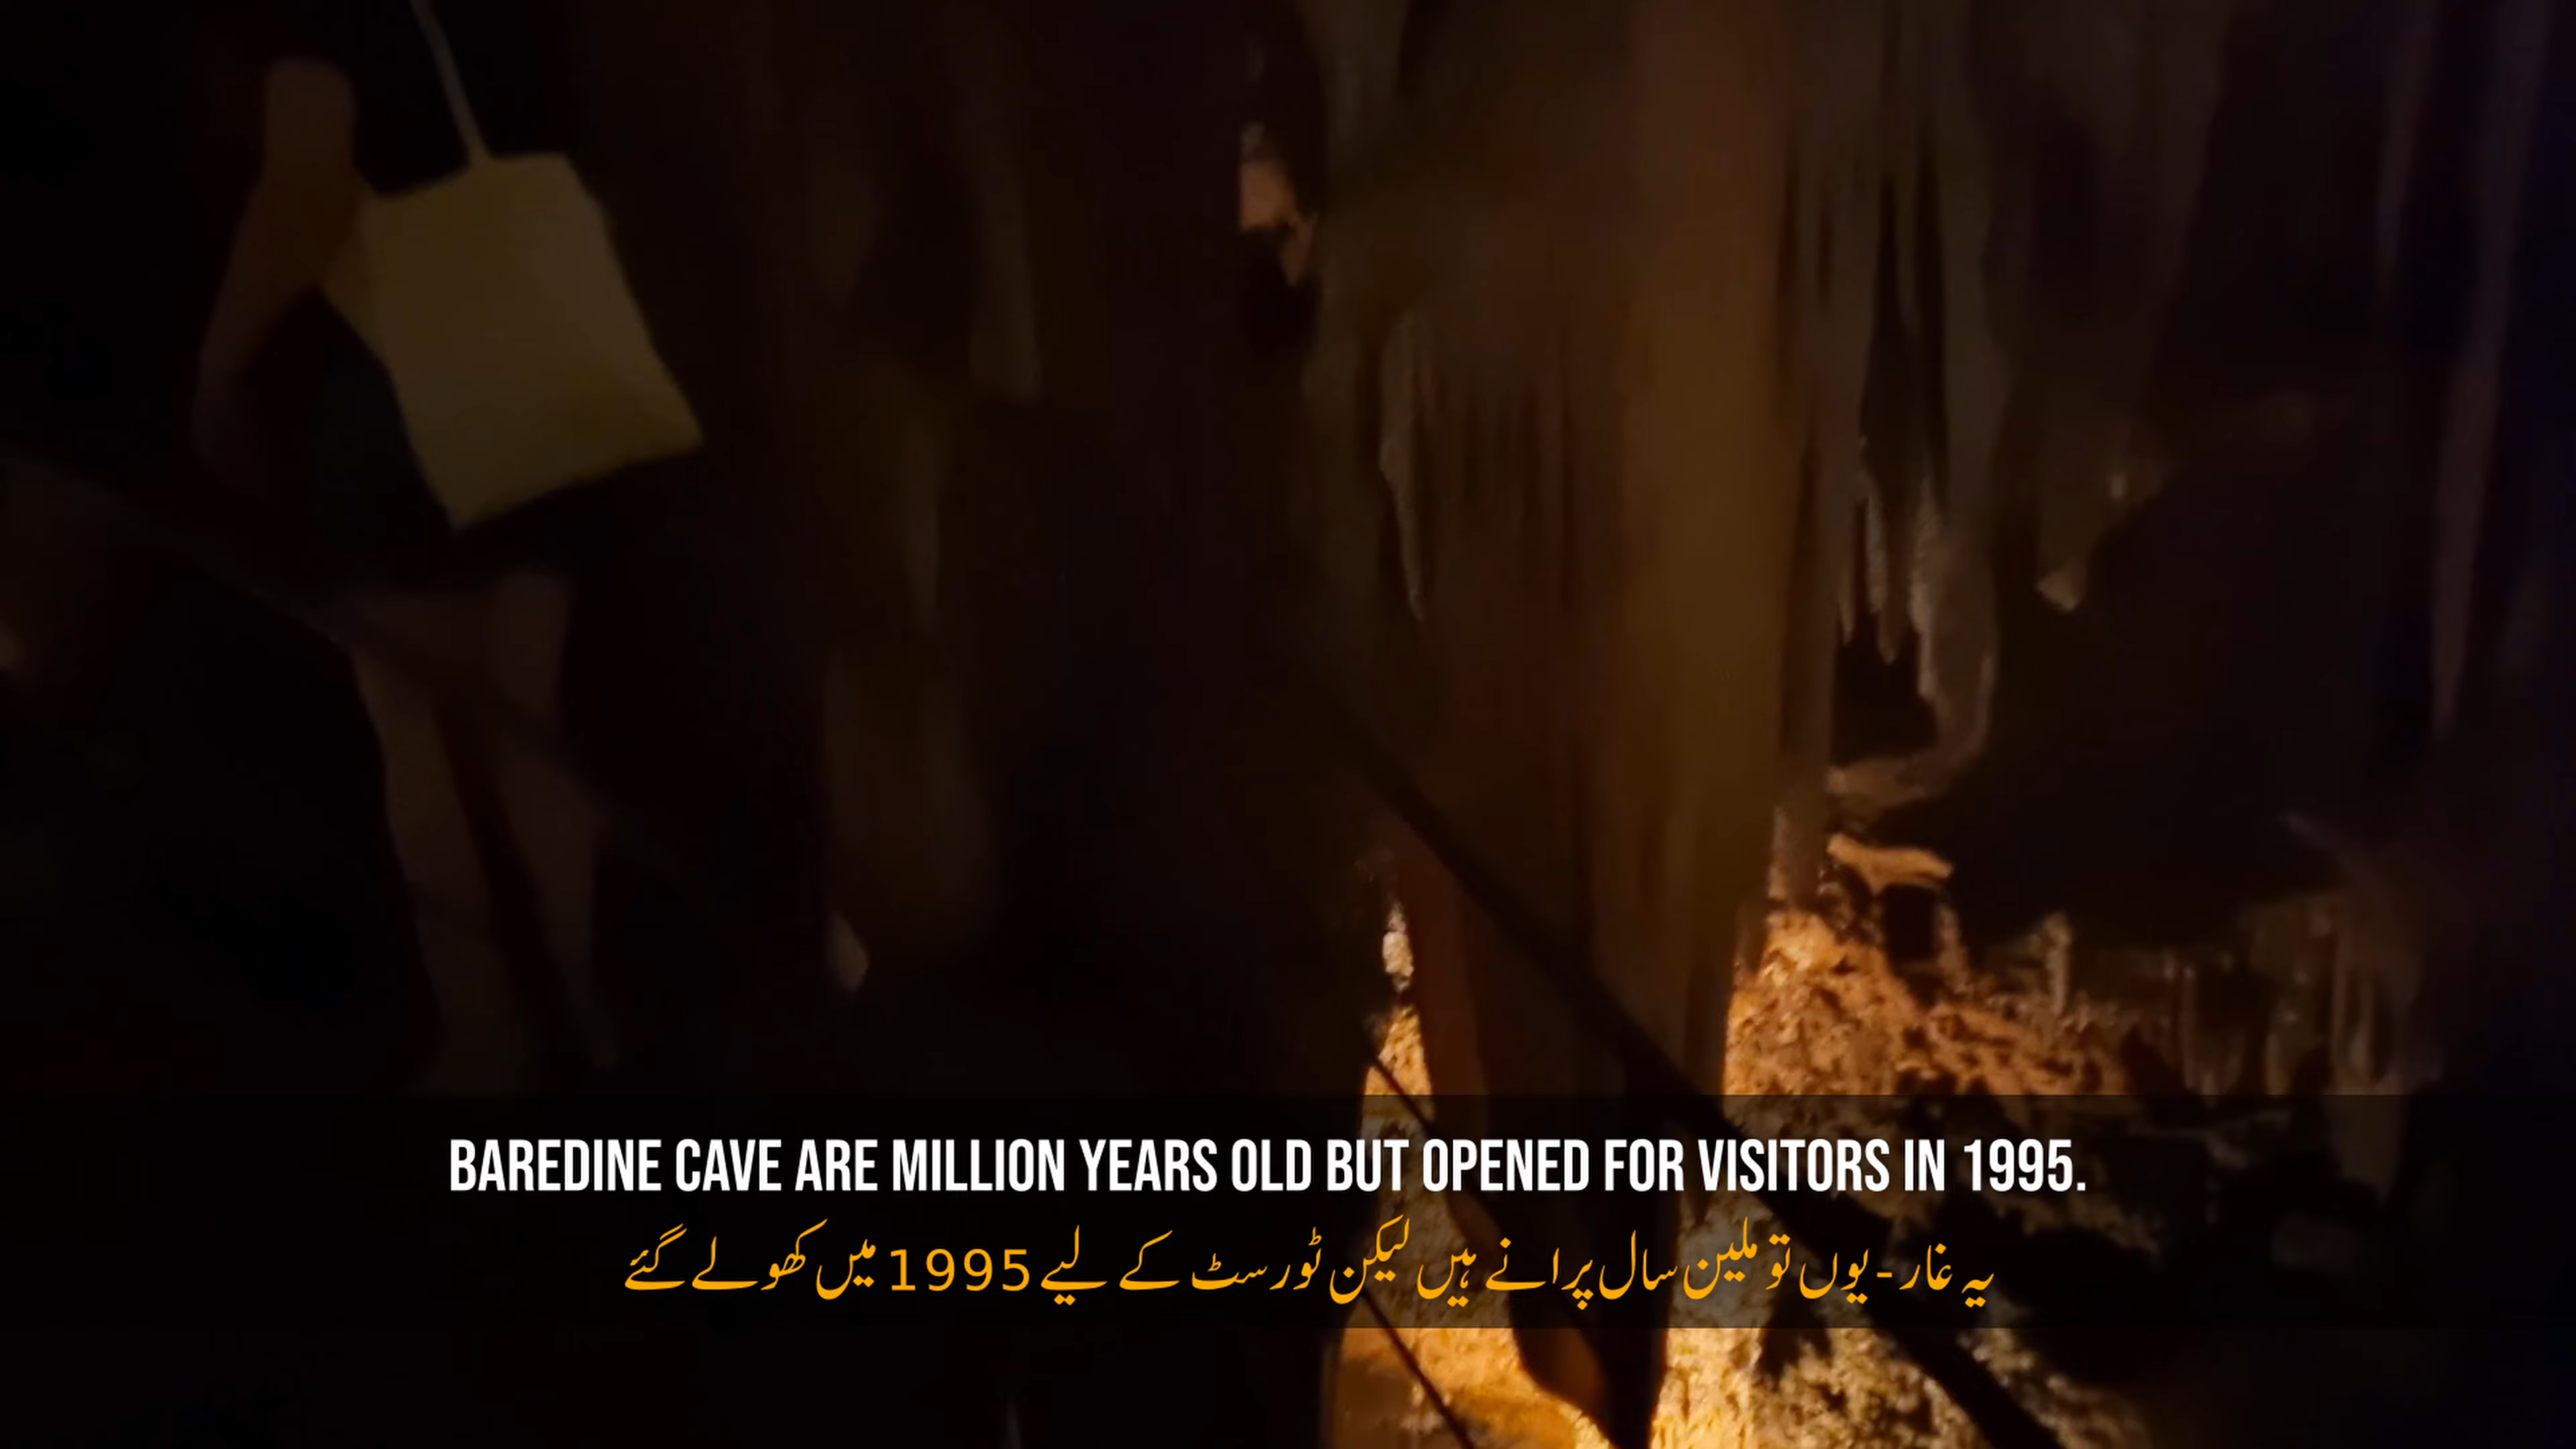 BAREDINE CAVE ARE MILLION YEARS OLD BUT OPENED FOR VISITORS IN 1995.
یہ غار - یوں تو ملین سال پرانے ہیں لیکن ٹورسٹ کے لیے 1995 میں کھولے گئے